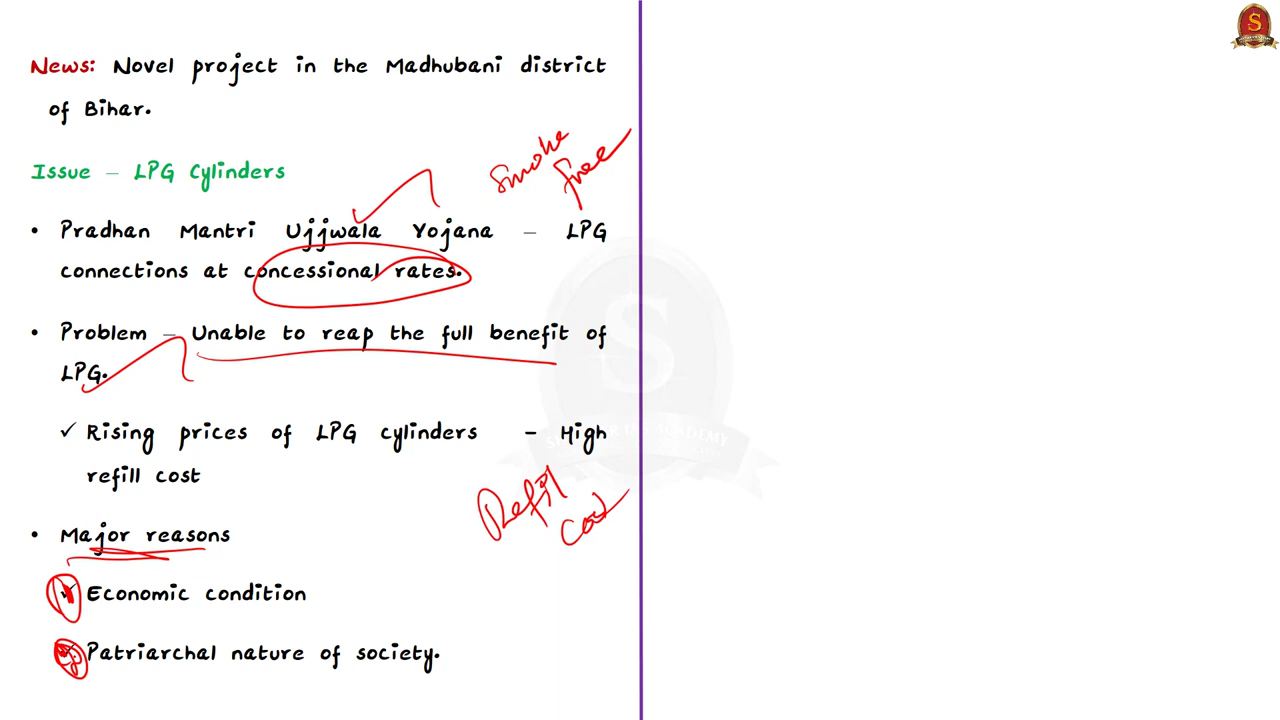 News: Novel project in the Madhubani district
of Bihar.
Smoke
free
Issue – LPG Cylinders
• Pradhan Mantri Ujjwala Yojana – LPG
connections at concessional rates.
• Problem – Unable to reap the full benefit of
LPG.
✓ Rising prices of LPG cylinders - High
refill cost
Refil
• Major reasons
✓ Economic condition
✓ Patriarchal nature of society.
S